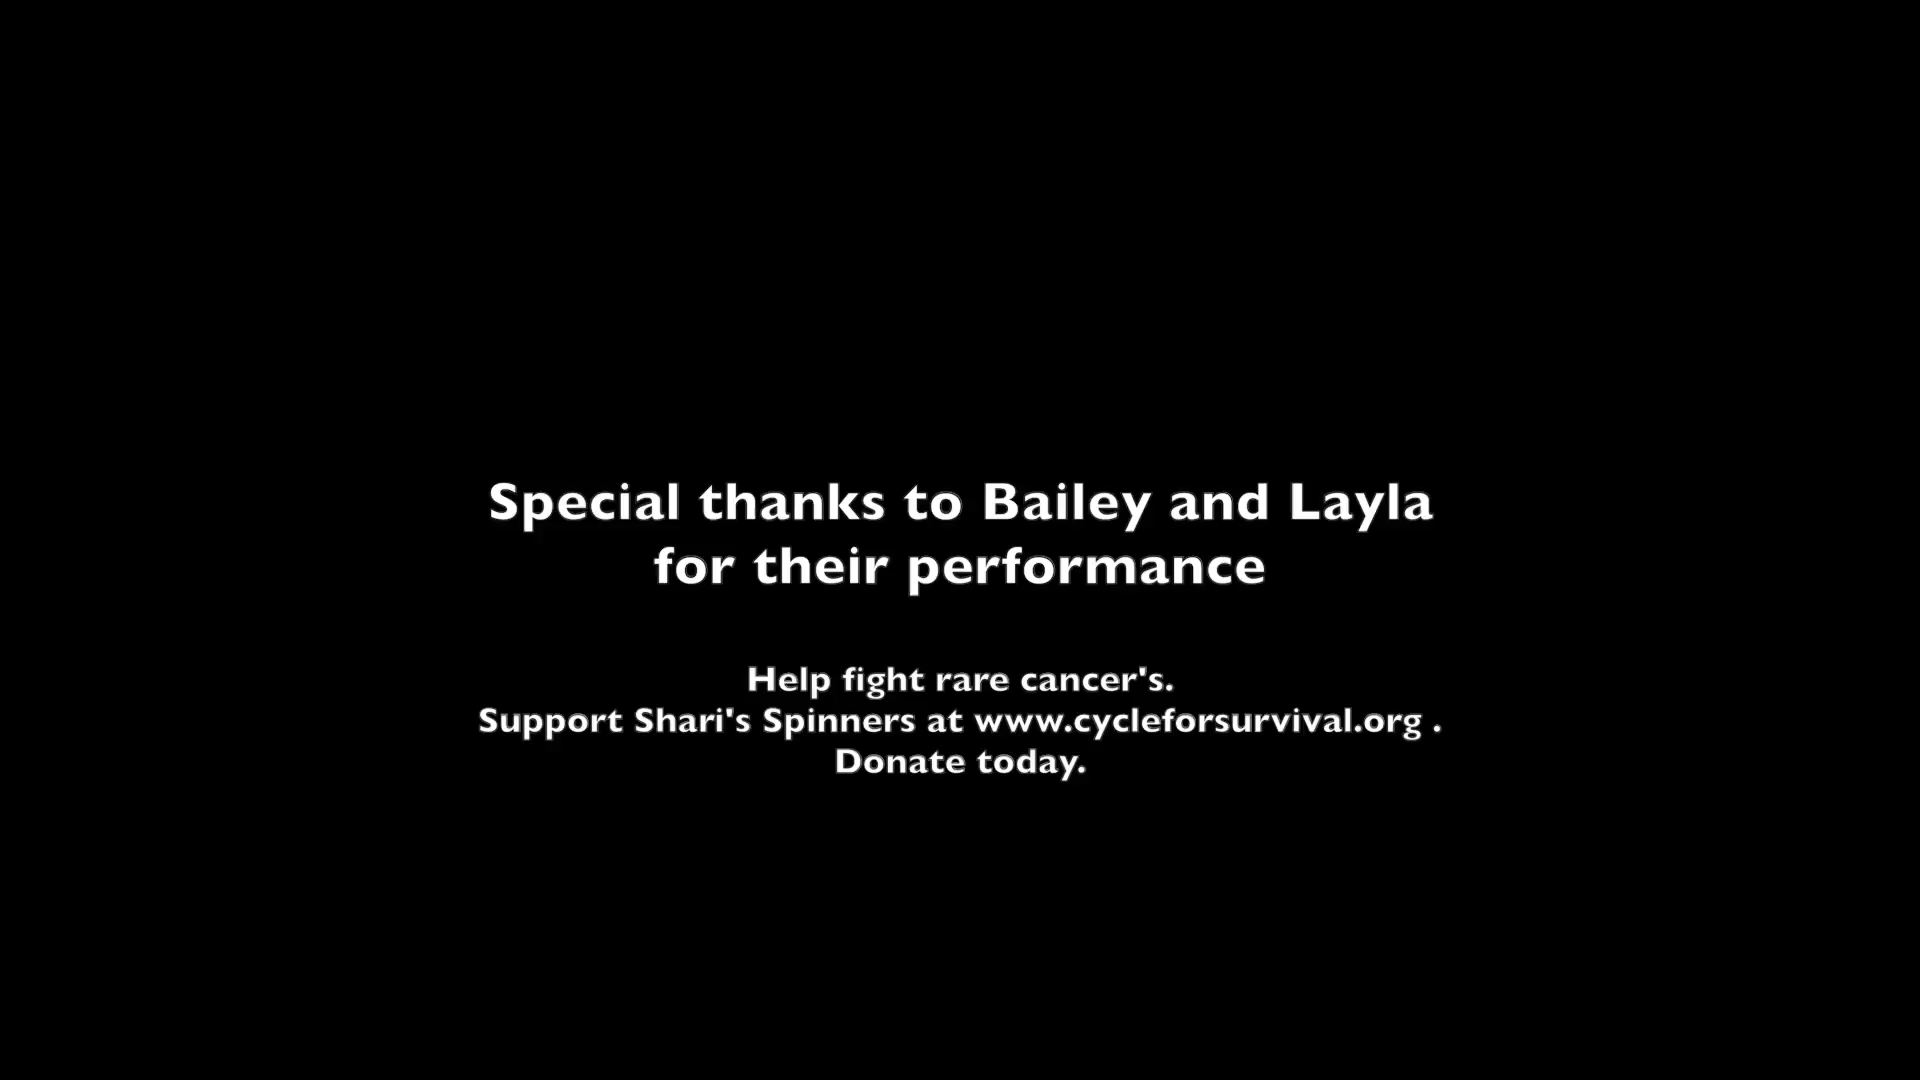 Special thanks to Bailey and Layla
for their performance
Help fight rare cancer's.
Support Shari's Spinners at www.cycleforsurvival.org .
Donate today.